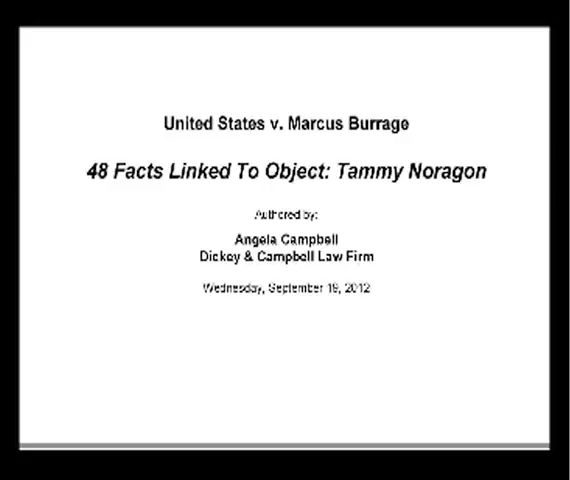 United States v. Marcus Burrage
48 Facts Linked To Object: Tammy Noragon
Authored by:
Angela Campbell
Dickey & Campbell Law Firm
Wednesday, September 19, 2012